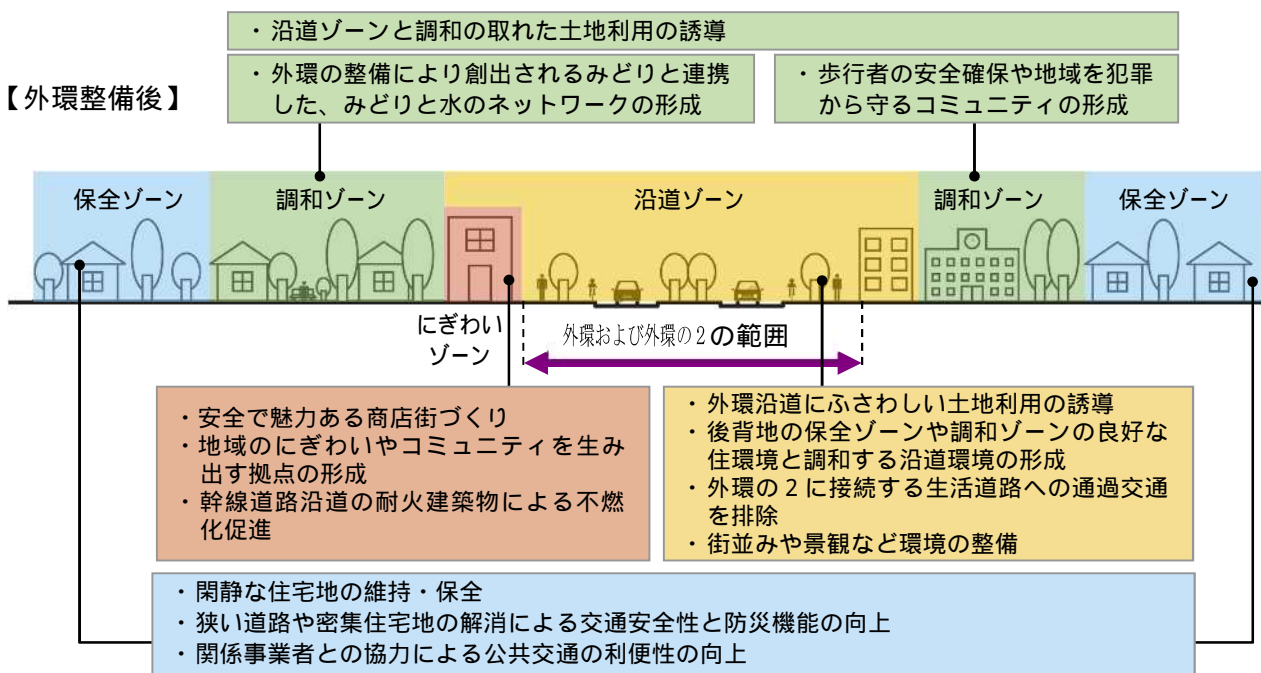 ・沿道ゾーンと調和の取れた土地利用の誘導
【外環整備後】
・外環の整備により創出されるみどりと連携
した、みどりと水のネットワークの形成
・歩行者の安全確保や地域を犯罪
から守るコミュニティの形成
保全ゾーン
調和ゾーン
沿道ゾーン
調和ゾーン
保全ゾーン
にぎわい
ゾーン
外環および外環の2の範囲
・安全で魅力ある商店街づくり
・地域のにぎわいやコミュニティを生み
出す拠点の形成
・幹線道路沿道の耐火建築物による不燃
化促進
・外環沿道にふさわしい土地利用の誘導
・後背地の保全ゾーンや調和ゾーンの良好な
住環境と調和する沿道環境の形成
・外環の2に接続する生活道路への通過交通
を排除
・街並みや景観など環境の整備
・閑静な住宅地の維持・保全
・狭い道路や密集住宅地の解消による交通安全性と防災機能の向上
・関係事業者との協力による公共交通の利便性の向上